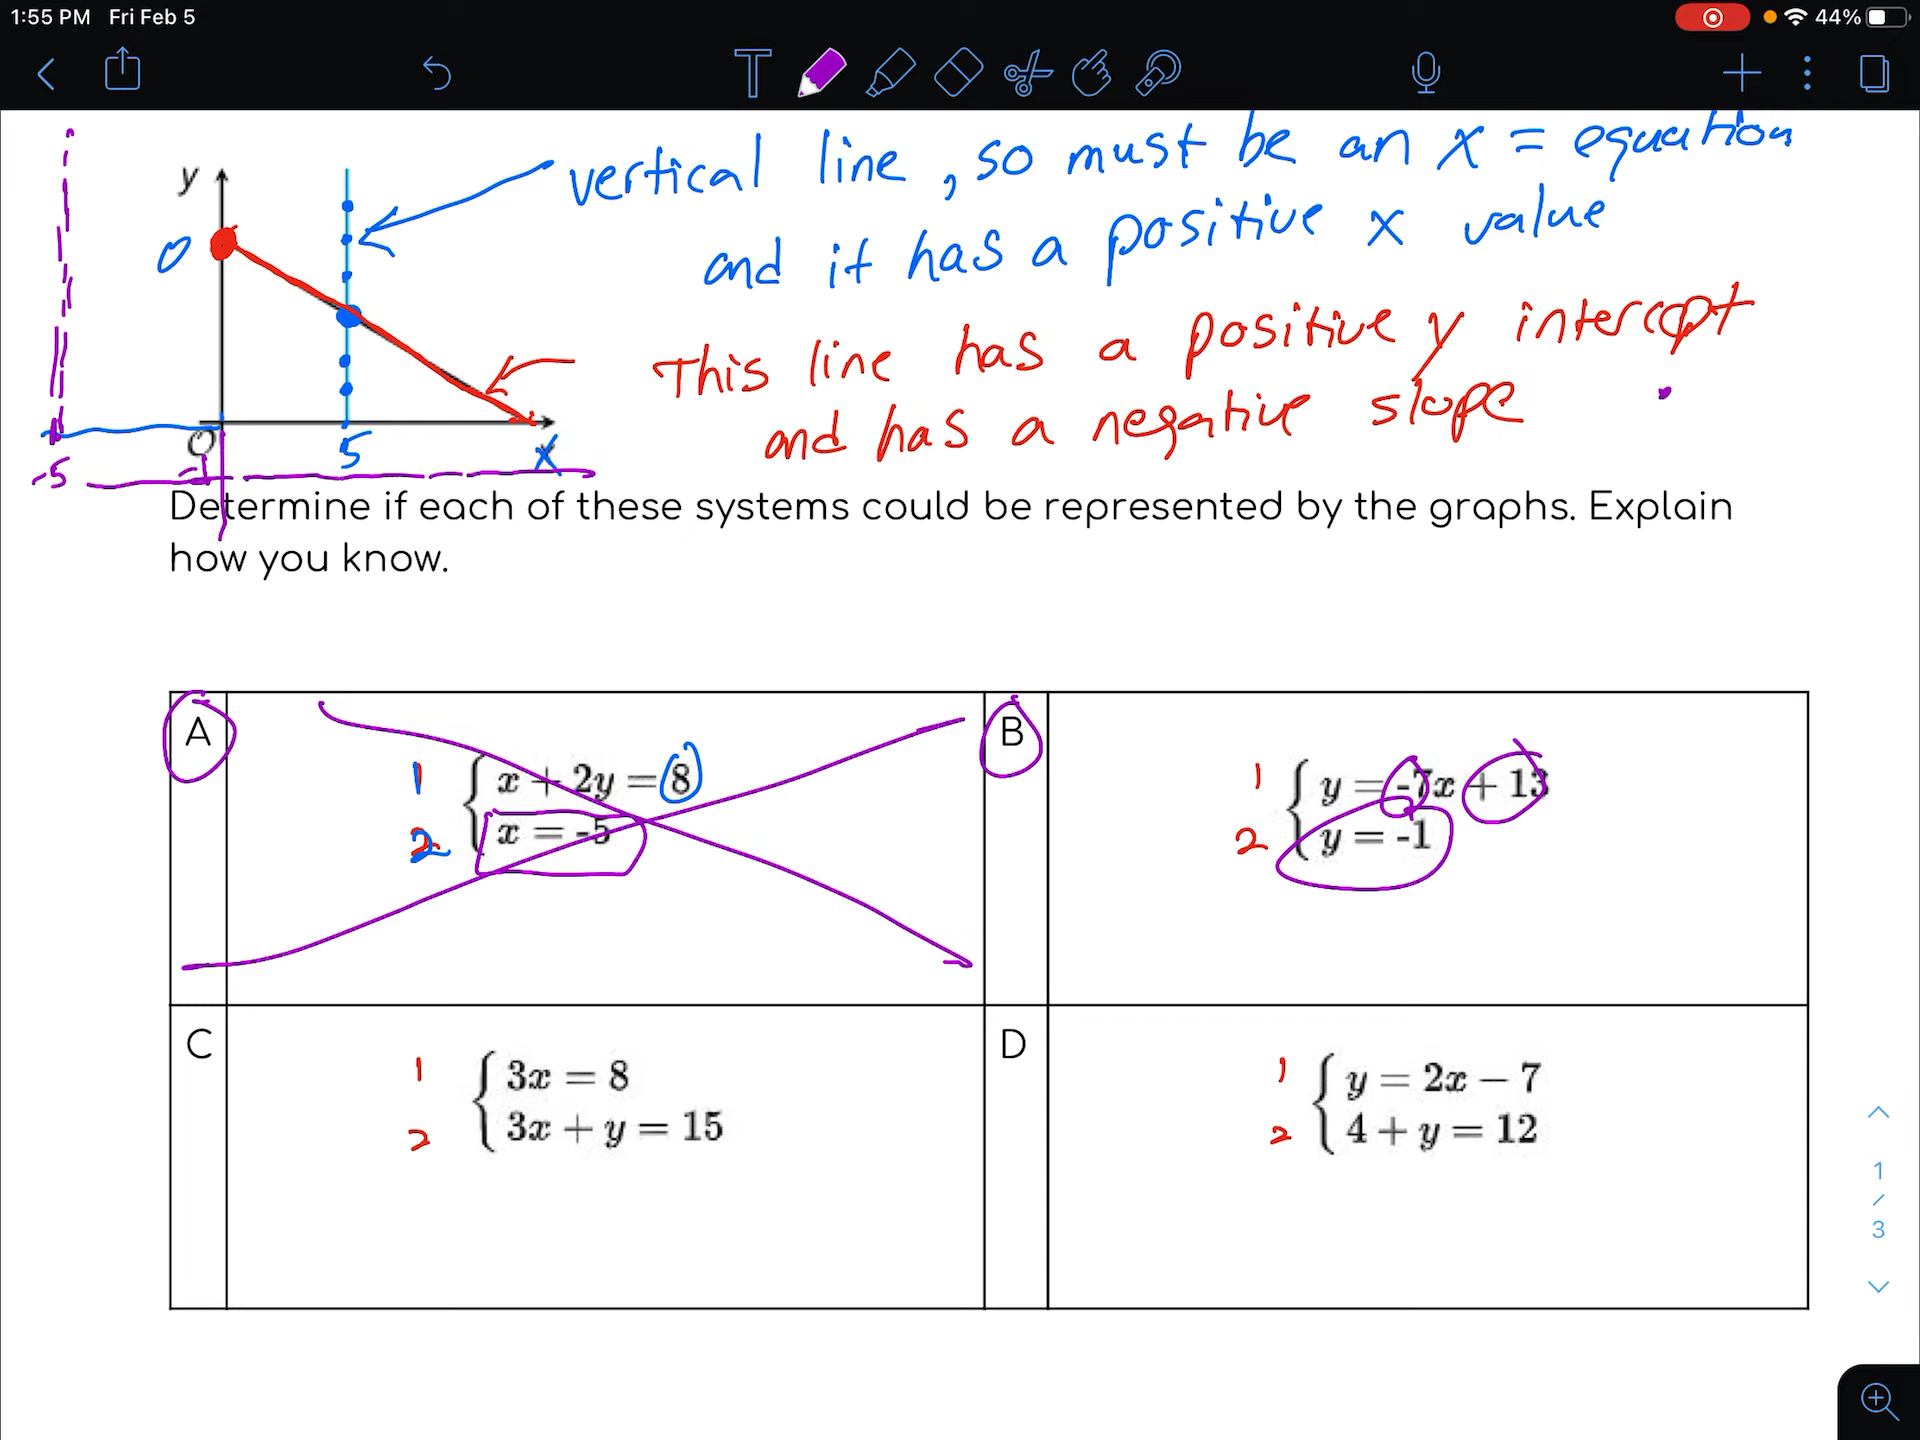 1:55 PM Fri Feb 5
44%
T
vertical line, so must be an x = equation
and it has a positive x value
This line has a positive y intercept
and has a negative slope
y
0
O
5
x
-5
-1
Determine if each of these systems could be represented by the graphs. Explain
how you know.
A
1 x + 2y = 8
2 x = -5
B
1 y = -7x + 13
2 y = -1
C
1 3x = 8
2 3x + y = 15
D
1 y = 2x − 7
2 4 + y = 12
1
/
3